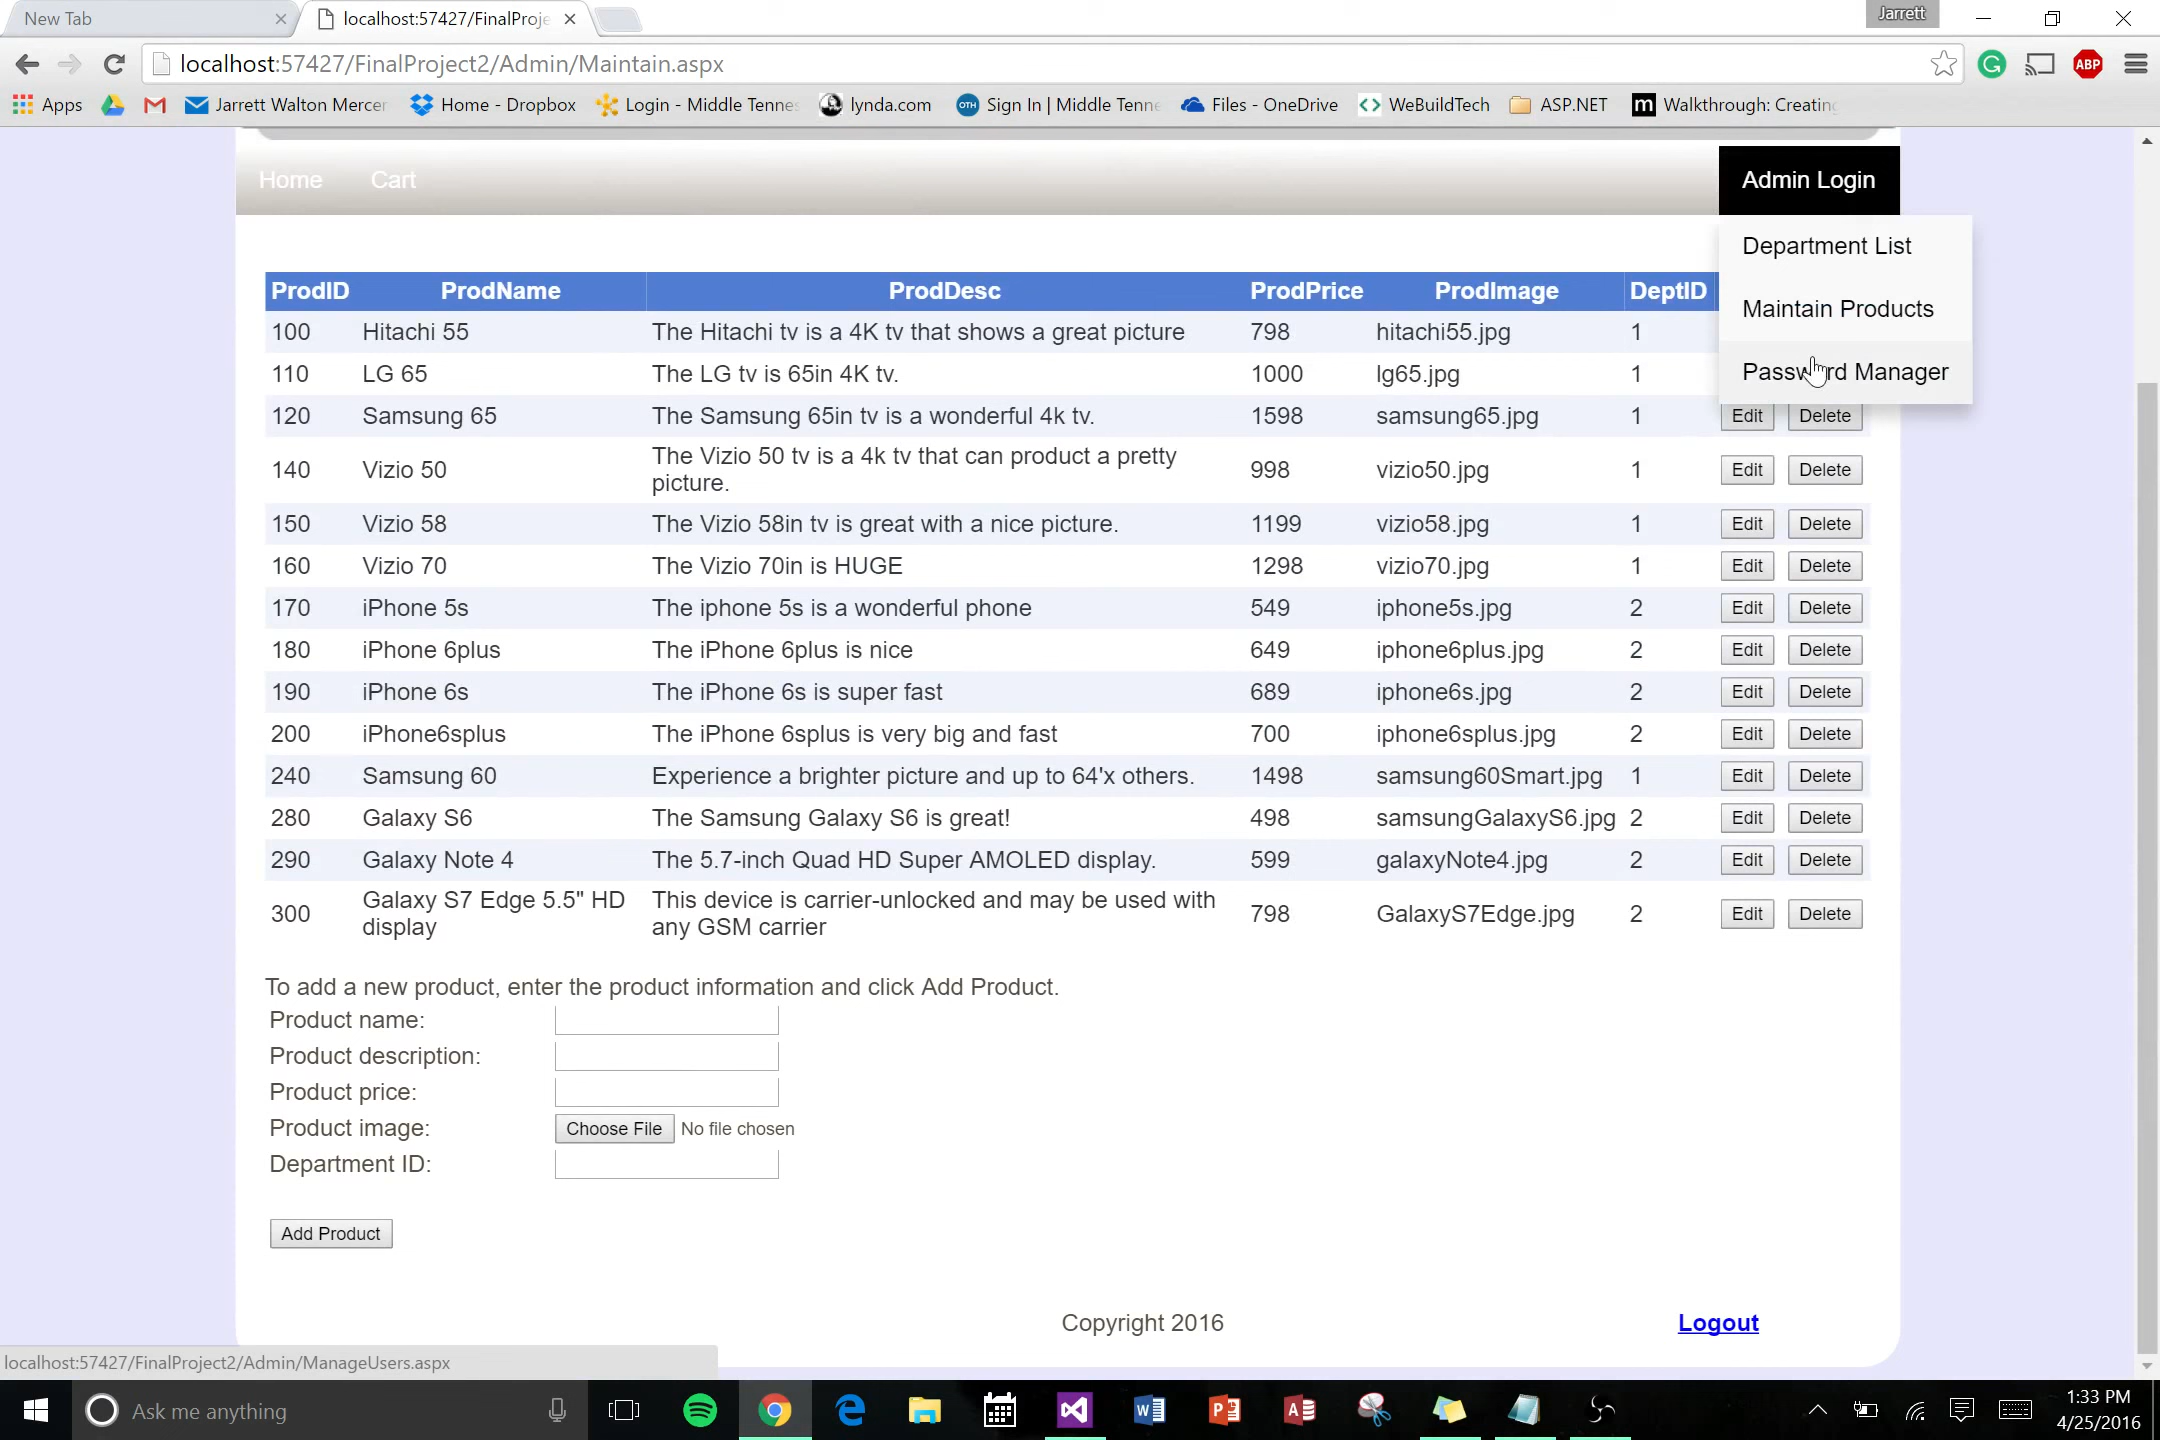 New Tab
localhost:57427/FinalProje
Jarrett
localhost:57427/FinalProject2/Admin/Maintain.aspx
Apps Jarrett Walton Mercer Home - Dropbox Login - Middle Tennes lynda.com Sign In | Middle Tenne Files - OneDrive WeBuildTech ASP.NET Walkthrough: Creating
Home Cart Admin Login
Department List
Maintain Products
Password Manager
ProdID ProdName ProdDesc ProdPrice ProdImage DeptID
100 Hitachi 55 The Hitachi tv is a 4K tv that shows a great picture 798 hitachi55.jpg 1
110 LG 65 The LG tv is 65in 4K tv. 1000 lg65.jpg 1
120 Samsung 65 The Samsung 65in tv is a wonderful 4k tv. 1598 samsung65.jpg 1 Edit Delete
140 Vizio 50 The Vizio 50 tv is a 4k tv that can product a pretty
picture. 998 vizio50.jpg 1 Edit Delete
150 Vizio 58 The Vizio 58in tv is great with a nice picture. 1199 vizio58.jpg 1 Edit Delete
160 Vizio 70 The Vizio 70in is HUGE 1298 vizio70.jpg 1 Edit Delete
170 iPhone 5s The iphone 5s is a wonderful phone 549 iphone5s.jpg 2 Edit Delete
180 iPhone 6plus The iPhone 6plus is nice 649 iphone6plus.jpg 2 Edit Delete
190 iPhone 6s The iPhone 6s is super fast 689 iphone6s.jpg 2 Edit Delete
200 iPhone6splus The iPhone 6splus is very big and fast 700 iphone6splus.jpg 2 Edit Delete
240 Samsung 60 Experience a brighter picture and up to 64'x others. 1498 samsung60Smart.jpg 1 Edit Delete
280 Galaxy S6 The Samsung Galaxy S6 is great! 498 samsungGalaxyS6.jpg 2 Edit Delete
290 Galaxy Note 4 The 5.7-inch Quad HD Super AMOLED display. 599 galaxyNote4.jpg 2 Edit Delete
300 Galaxy S7 Edge 5.5" HD
display This device is carrier-unlocked and may be used with
any GSM carrier 798 GalaxyS7Edge.jpg 2 Edit Delete
To add a new product, enter the product information and click Add Product.
Product name:
Product description:
Product price:
Product image: Choose File No file chosen
Department ID:
Add Product
Copyright 2016 Logout
localhost:57427/FinalProject2/Admin/ManageUsers.aspx
Ask me anything
1:33 PM
4/25/2016